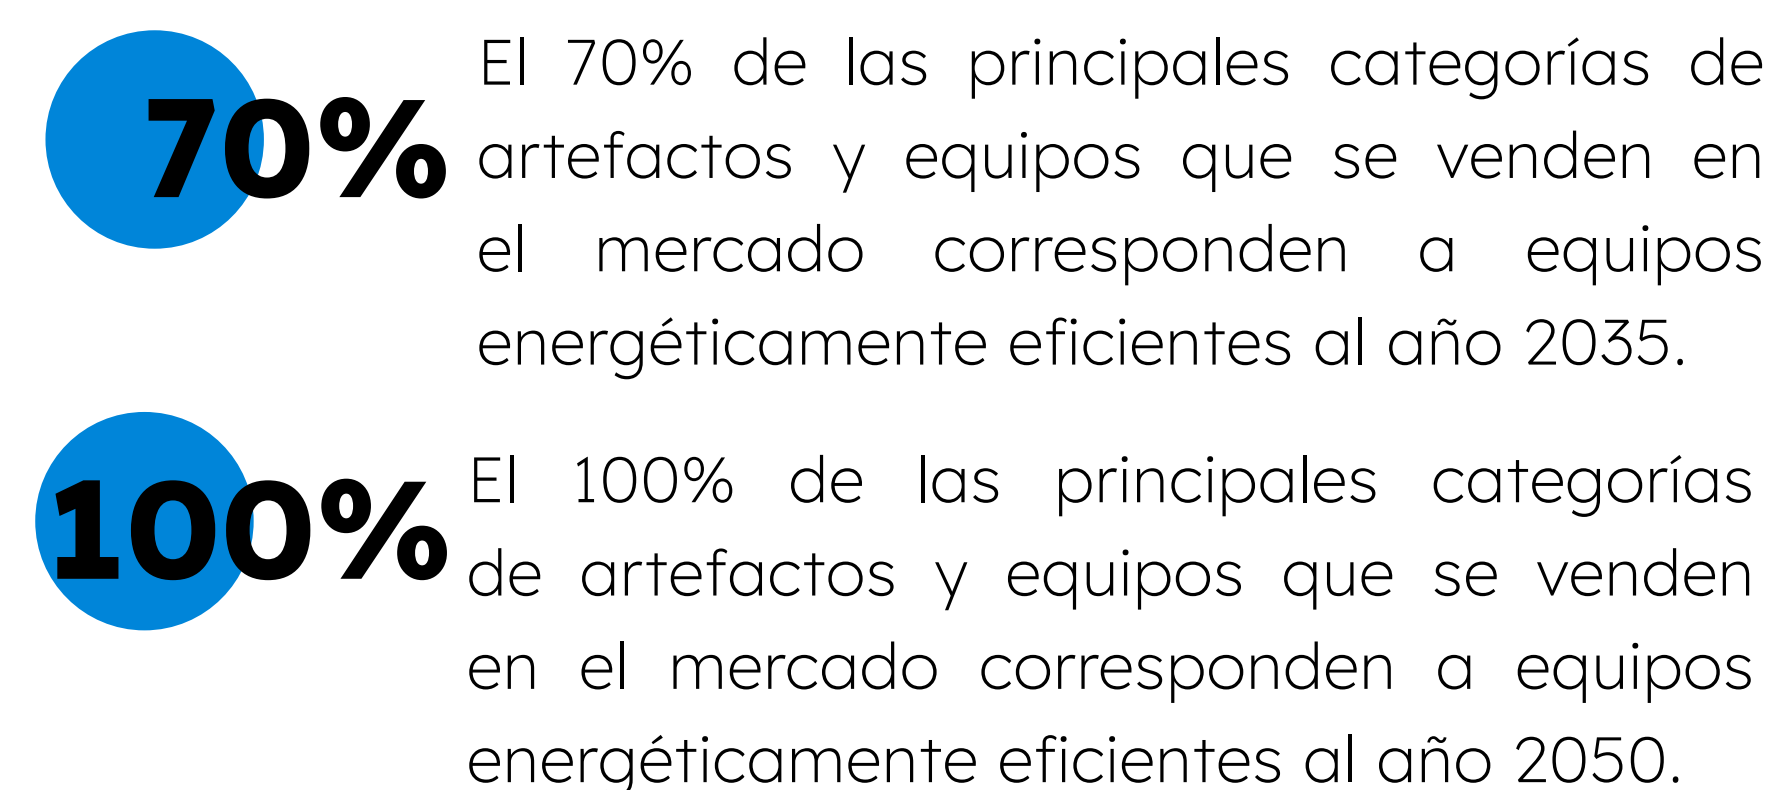 70%
El 70% de las principales categorías de
artefactos y equipos que se venden en
el mercado corresponden a equipos
energéticamente eficientes al año 2035.
100%
El 100% de las principales categorías
de artefactos y equipos que se venden
en el mercado corresponden a equipos
energéticamente eficientes al año 2050.